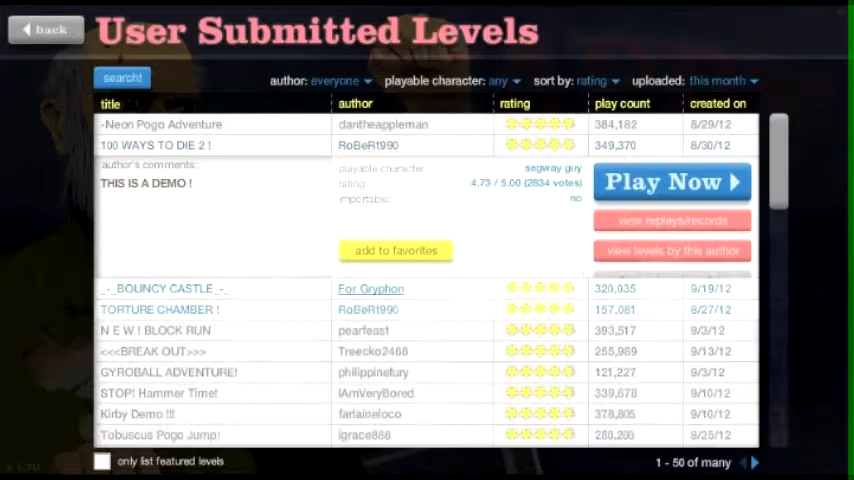 back
User Submitted Levels
search!
author: everyone playable character: any sort by: rating uploaded: this month
title author rating play count created on
-Neon Pogo Adventure dantheappleman 384,182 8/29/12
100 WAYS TO DIE 2 ! RoBeRt990 349,370 8/30/12
author's comments:
THIS IS A DEMO !
playable character segway guy
rating: 4.73 / 5.00 (2834 votes)
importable: no
Play Now
view replays/records
add to favorites
view levels by this author
_-_BOUNCY CASTLE_-_ For Gryphon 320,035 9/19/12
TORTURE CHAMBER ! RoBeRt990 157,081 8/27/12
N E W ! BLOCK RUN pearfeast 393,517 9/3/12
<<<BREAK OUT>>> Treecko2468 255,989 9/13/12
GYROBALL ADVENTURE! philippinefury 121,227 9/3/12
STOP! Hammer Time! IAmVeryBored 339,678 9/10/12
Kirby Demo !!! farlaineloco 378,805 9/10/12
Tobuscus Pogo Jump! igrace888 280,295 9/25/12
only list featured levels 1 - 50 of many